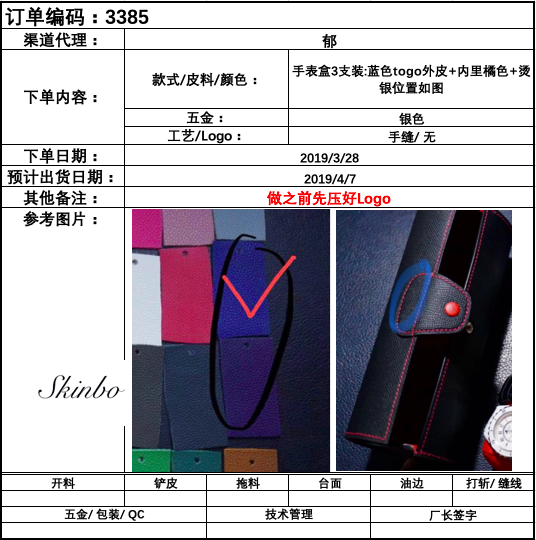 订单编码：3385
渠道代理： 郁
下单内容： 款式/皮料/颜色： 手表盒3支装:蓝色togo外皮+内里橘色+烫
银位置如图
五金： 银色
工艺/Logo： 手缝/ 无
下单日期： 2019/3/28
预计出货日期： 2019/4/7
其他备注： 做之前先压好Logo
参考图片：
Skinbo
开料 铲皮 拖料 台面 油边 打斩/ 缝线
五金/ 包装/ QC 技术管理 厂长签字